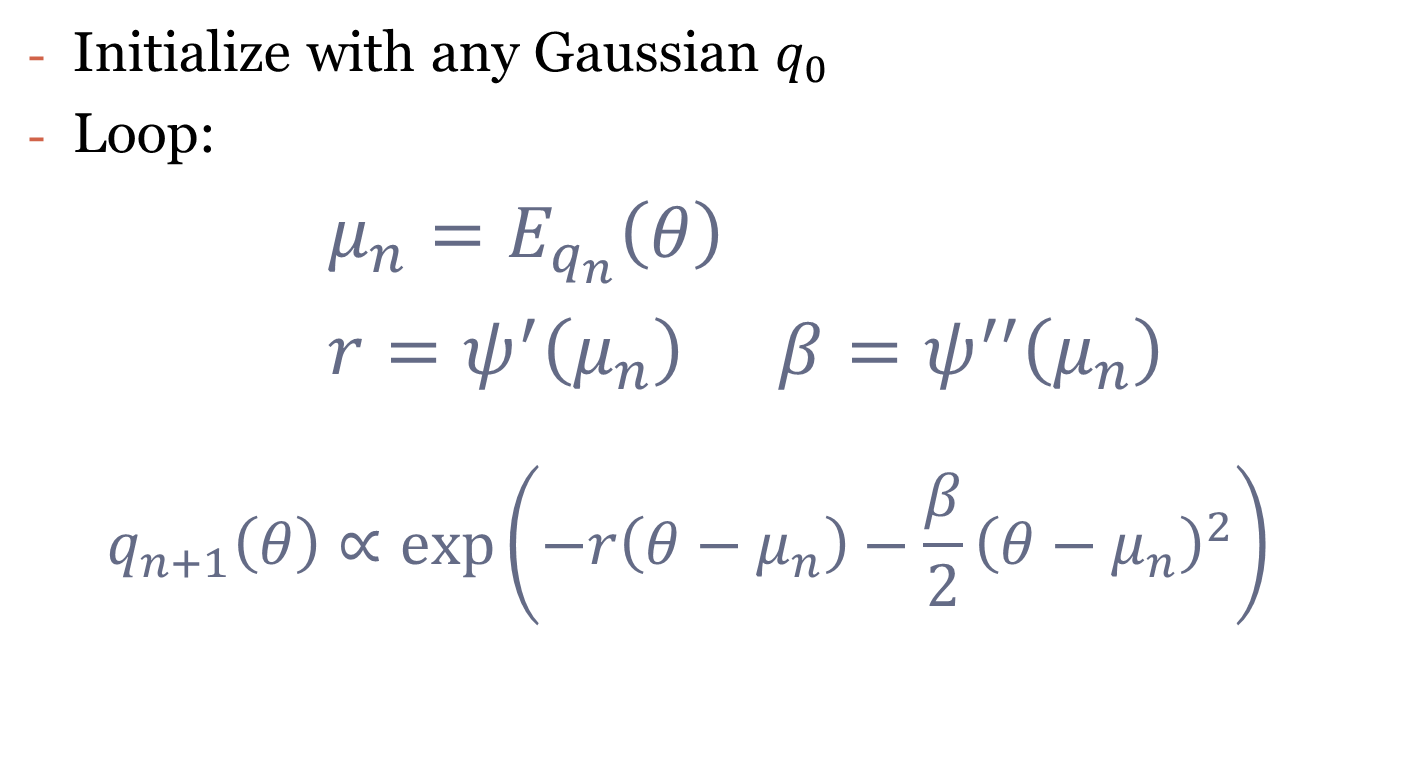 - Initialize with any Gaussian q₀
- Loop:
μₙ = E_{qₙ}(θ)
r = ψ′(μₙ)    β = ψ′′(μₙ)
qₙ₊₁(θ) ∝ exp(−r(θ − μₙ) − β/2 (θ − μₙ)²)